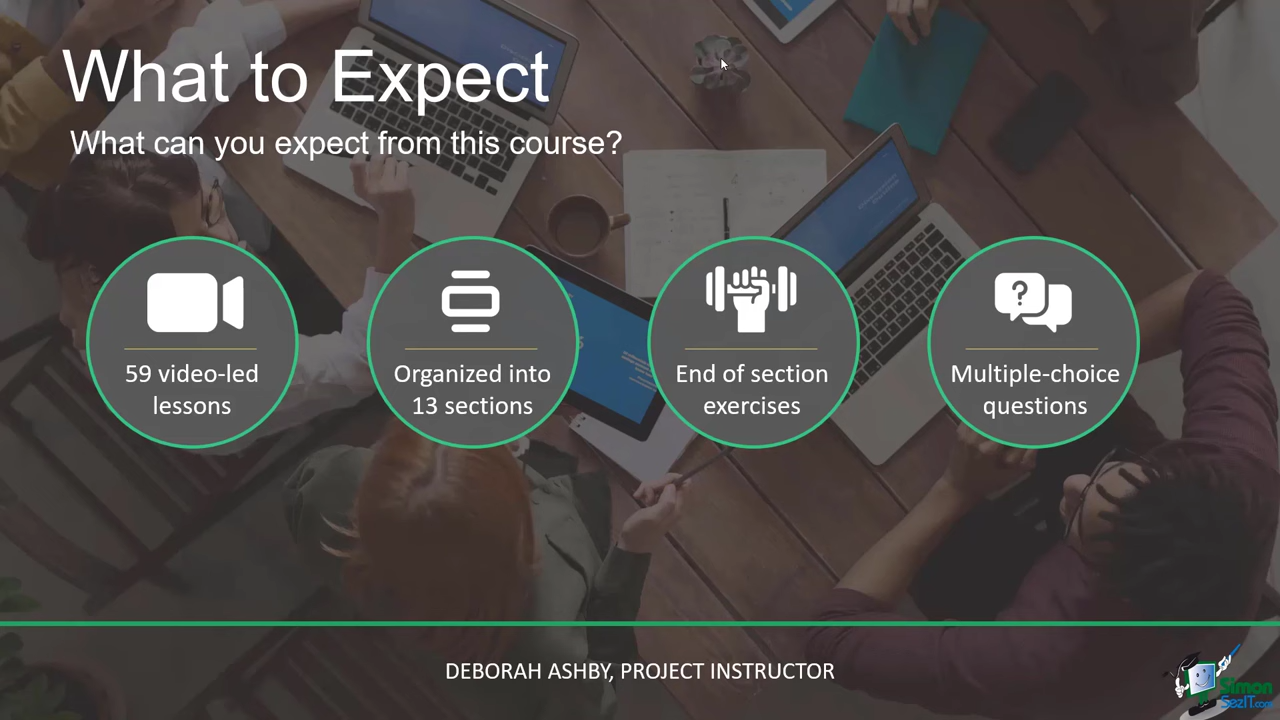 What to Expect
What can you expect from this course?
59 video-led
lessons
Organized into
13 sections
End of section
exercises
?
Multiple-choice
questions
DEBORAH ASHBY, PROJECT INSTRUCTOR
Simon
SezIT.com